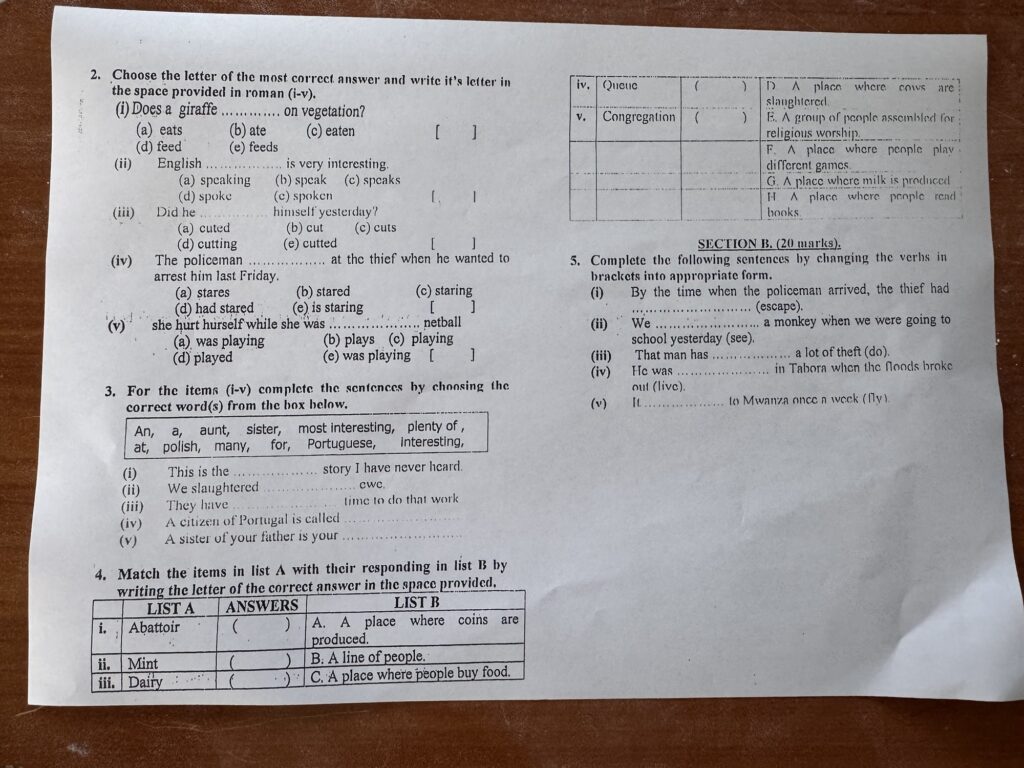 2. Choose the letter of the most correct answer and write it's letter in
the space provided in roman (i-v).
(i) Does a giraffe ............. on vegetation?
(a) eats (b) ate (c) eaten [ ]
(d) feed (e) feeds
(ii) English .................. is very interesting.
(a) speaking (b) speak (c) speaks
(d) spoke (e) spoken [ ]
(iii) Did he ................ himself yesterday?
(a) cuted (b) cut (c) cuts
(d) cutting (e) cutted [ ]
(iv) The policeman .................. at the thief when he wanted to
arrest him last Friday.
(a) stares (b) stared (c) staring
(d) had stared (e) is staring [ ]
(v) she hurt hurself while she was ..................... netball
(a) was playing (b) plays (c) playing
(d) played (e) was playing [ ]
3. For the items (i-v) complete the sentences by choosing the
correct word(s) from the box below.
An, a, aunt, sister, most interesting, plenty of ,
at, polish, many, for, Portuguese, interesting,
(i) This is the .................. story I have never heard.
(ii) We slaughtered .................... ewe.
(iii) They have ...................... time to do that work
(iv) A citizen of Portugal is called .........................
(v) A sister of your father is your .........................
4. Match the items in list A with their responding in list B by
writing the letter of the correct answer in the space provided.
LIST A ANSWERS LIST B
i. Abattoir ( ) A. A place where coins are
produced.
ii. Mint ( ) B. A line of people.
iii. Dairy ( ) C. A place where people buy food.
iv. Queue ( ) D. A place where cows are
slaughtered.
v. Congregation ( ) E. A group of people assembled for
religious worship.
F. A place where people play
different games.
G. A place where milk is produced
H A place where people read
books.
SECTION B. (20 marks).
5. Complete the following sentences by changing the verbs in
brackets into appropriate form.
(i) By the time when the policeman arrived, the thief had
............................ (escape).
(ii) We ........................ a monkey when we were going to
school yesterday (see).
(iii) That man has .................. a lot of theft (do).
(iv) He was ..................... in Tabora when the floods broke
out (live).
(v) It ................... to Mwanza once a week (fly).